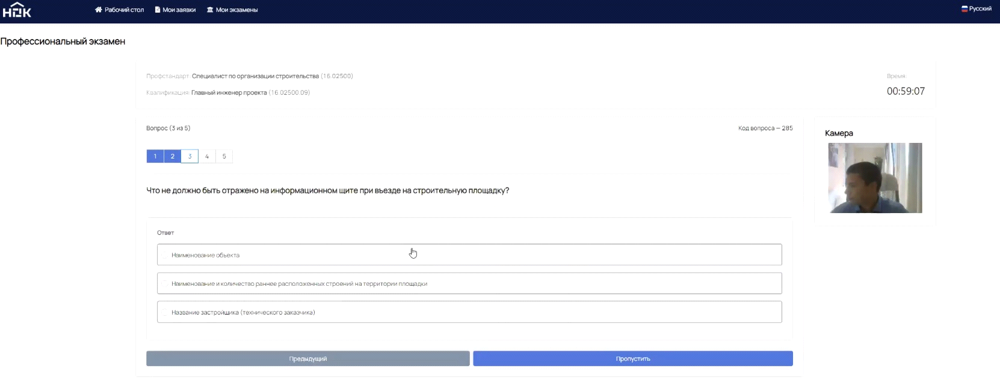 НОК
Рабочий стол
Мои заявки
Мои экзамены
Русский
Профессиональный экзамен
Профстандарт: Специалист по организации строительства (16.02500)
Время:
Квалификация: Главный инженер проекта (16.02500.09)
00:59:07
Вопрос (3 из 5)
Код вопроса — 285
Камера
1 2 3 4 5
Что не должно быть отражено на информационном щите при въезде на строительную площадку?
Ответ
Наименование объекта
Наименование и количество раннее расположенных строений на территории площадки
Название застройщика (технического заказчика)
Предыдущий
Пропустить